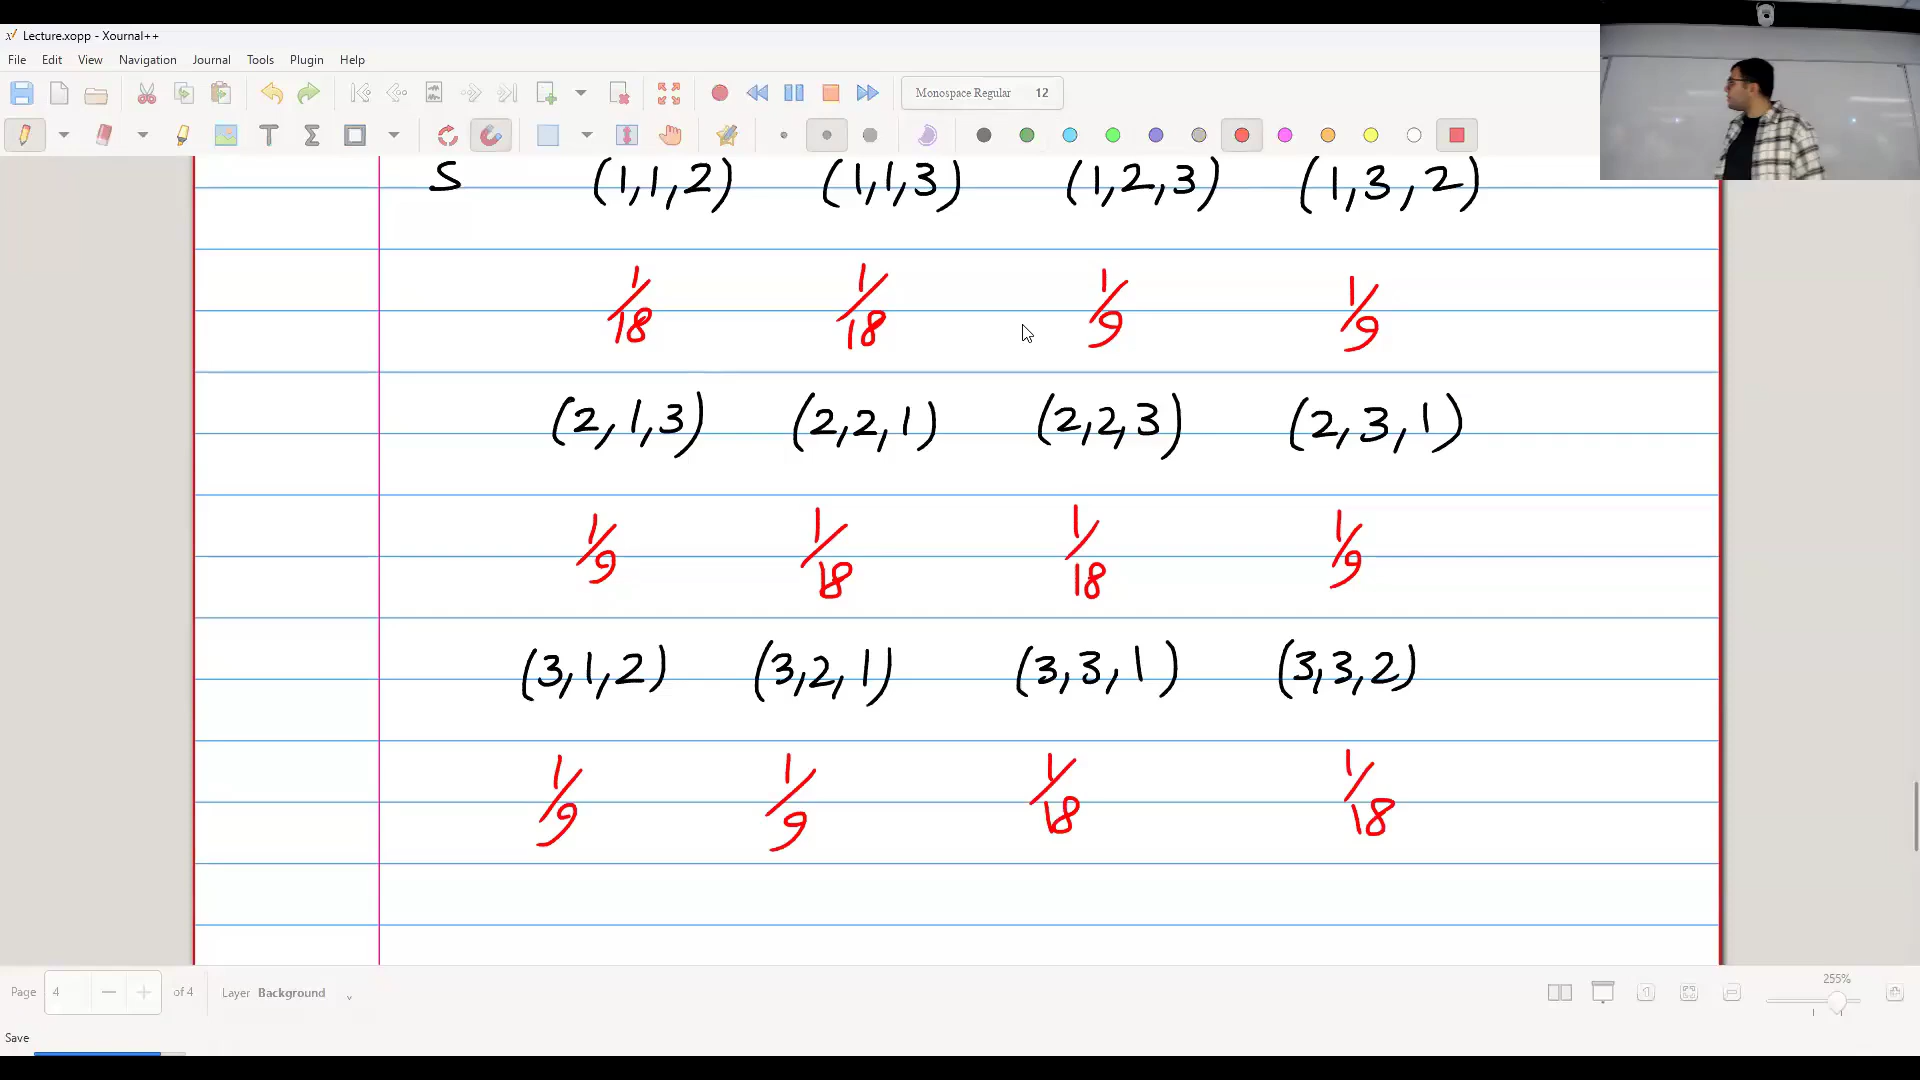 Lecture.xopp - Xournal++
File Edit View Navigation Journal Tools Plugin Help
Monospace Regular 12
S (1,1,2) (1,1,3) (1,2,3) (1,3,2)
1/18 1/18 1/9 1/9
(2,1,3) (2,2,1) (2,2,3) (2,3,1)
1/9 1/18 1/18 1/9
(3,1,2) (3,2,1) (3,3,1) (3,3,2)
1/9 1/9 1/18 1/18
Page 4 of 4 Layer Background 255%
Save